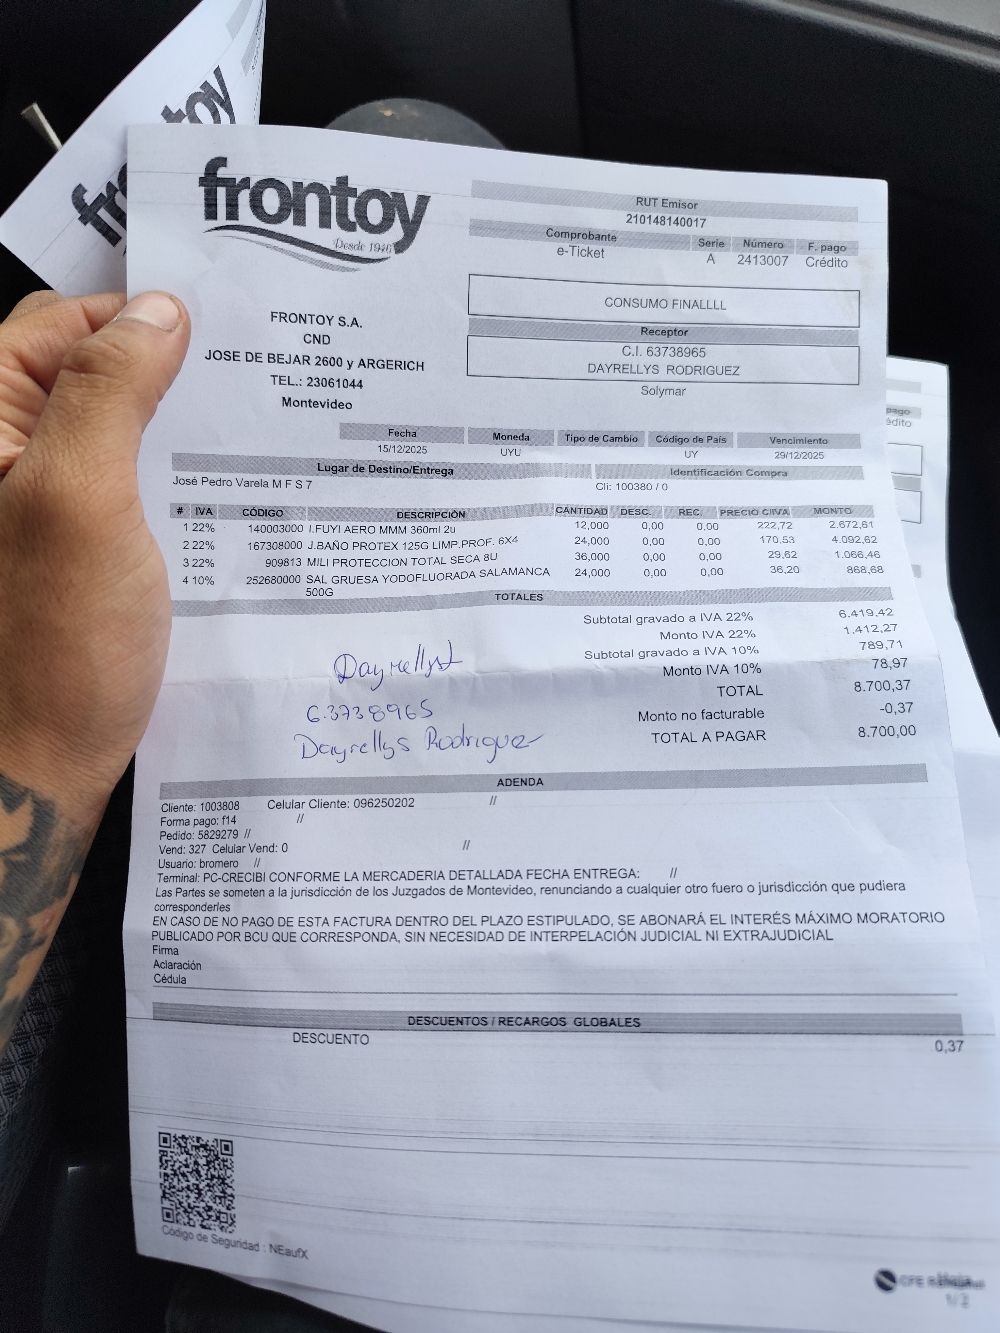 frontoy
Desde 1946
RUT Emisor
210148140017
Comprobante Serie Número F. pago
e-Ticket A 2413007 Crédito
CONSUMO FINALLLL
Receptor
C.I. 63738965
DAYRELLYS RODRIGUEZ
Solymar
FRONTOY S.A.
CND
JOSE DE BEJAR 2600 y ARGERICH
TEL.: 23061044
Montevideo
Fecha Moneda Tipo de Cambio Código de País Vencimiento
15/12/2025 UYU UY 29/12/2025
Lugar de Destino/Entrega Identificación Compra
José Pedro Varela M F S 7 Cli: 100380 / 0
# IVA CÓDIGO DESCRIPCIÓN CANTIDAD DESC. REC. PRECIO C/IVA MONTO
1 22% 140003000 I.FUYI AERO MMM 360ml 2u 12,000 0,00 0,00 222,72 2.672,61
2 22% 167308000 J.BAÑO PROTEX 125G LIMP.PROF. 6X4 24,000 0,00 0,00 170,53 4.092,62
3 22% 909813 MILI PROTECCION TOTAL SECA 8U 36,000 0,00 0,00 29,62 1.066,46
4 10% 252680000 SAL GRUESA YODOFLUORADA SALAMANCA 24,000 0,00 0,00 36,20 868,68
500G
TOTALES
Subtotal gravado a IVA 22% 6.419,42
Monto IVA 22% 1.412,27
Subtotal gravado a IVA 10% 789,71
Monto IVA 10% 78,97
TOTAL 8.700,37
Monto no facturable -0,37
TOTAL A PAGAR 8.700,00
6.3738965
Dayrellys Rodriguez
ADENDA
Cliente: 1003808 Celular Cliente: 096250202 //
Forma pago: f14 //
Pedido: 5829279 //
Vend: 327 Celular Vend: 0 //
Usuario: bromero //
Terminal: PC-CRECIBI CONFORME LA MERCADERIA DETALLADA FECHA ENTREGA: //
Las Partes se someten a la jurisdicción de los Juzgados de Montevideo, renunciando a cualquier otro fuero o jurisdicción que pudiera
corresponderles
EN CASO DE NO PAGO DE ESTA FACTURA DENTRO DEL PLAZO ESTIPULADO, SE ABONARÁ EL INTERÉS MÁXIMO MORATORIO
PUBLICADO POR BCU QUE CORRESPONDA, SIN NECESIDAD DE INTERPELACIÓN JUDICIAL NI EXTRAJUDICIAL
Firma
Aclaración
Cédula
DESCUENTOS / RECARGOS GLOBALES
DESCUENTO 0,37
Código de Seguridad : NEaufX
CFE
1/2